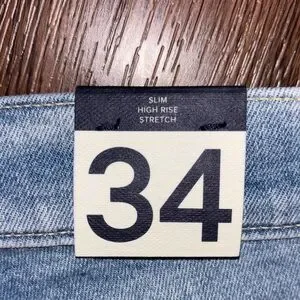 SLIM
HIGH RISE
STRETCH
34